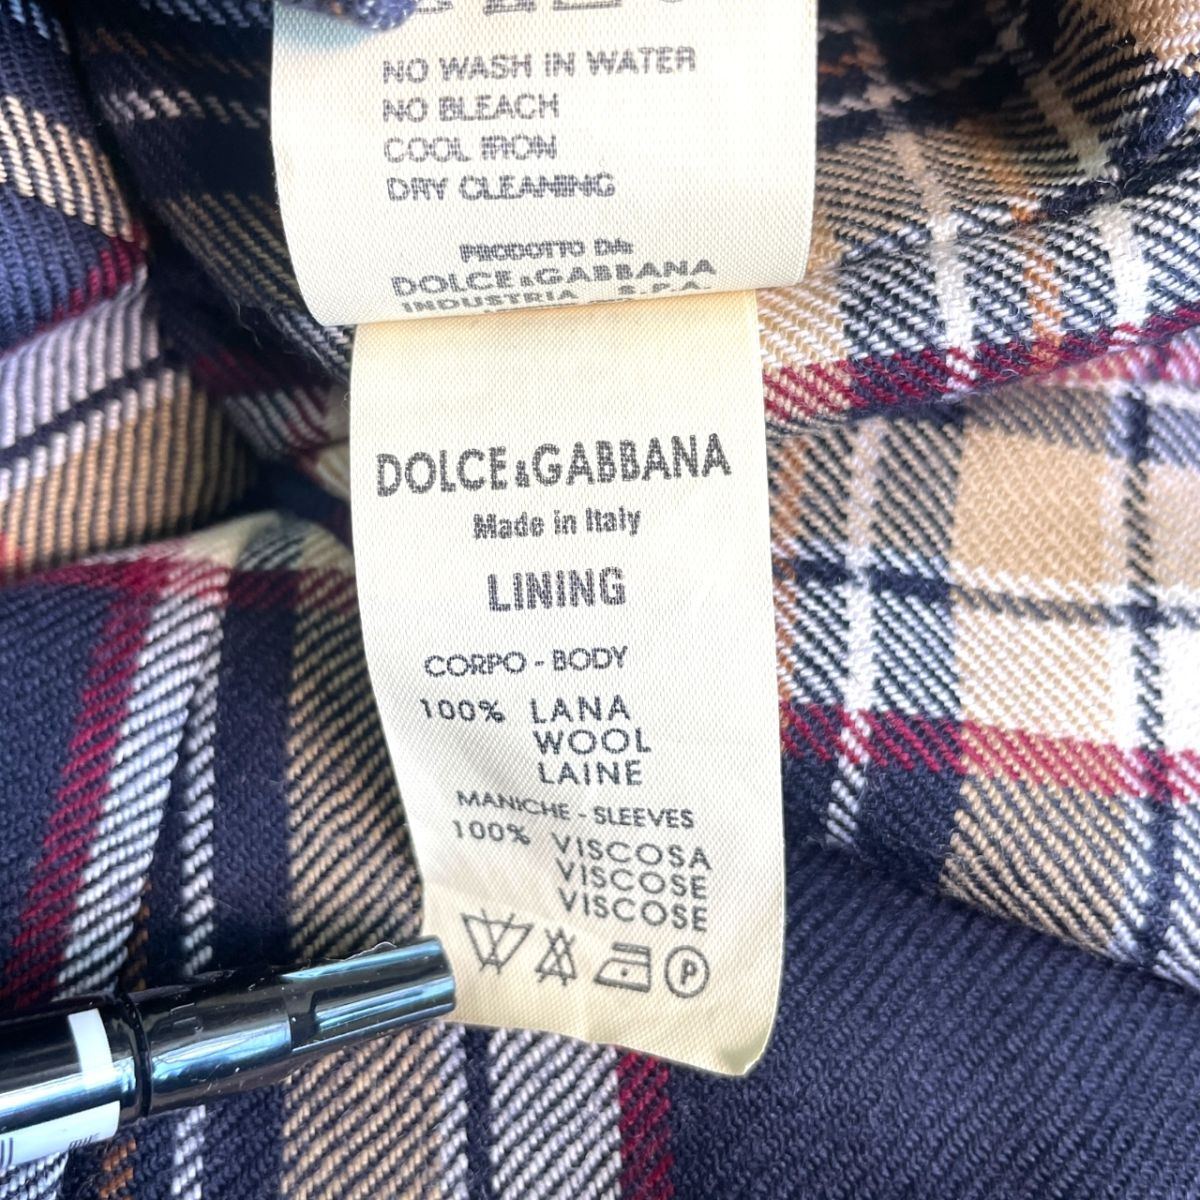 NO WASH IN WATER
NO BLEACH
COOL IRON
DRY CLEANING
PRODOTTO DA:
DOLCE&GABBANA
INDUSTRIA S.P.A.
DOLCE&GABBANA
Made in Italy
LINING
CORPO - BODY
100% LANA
WOOL
LAINE
MANICHE - SLEEVES
100% VISCOSA
VISCOSE
VISCOSE
P